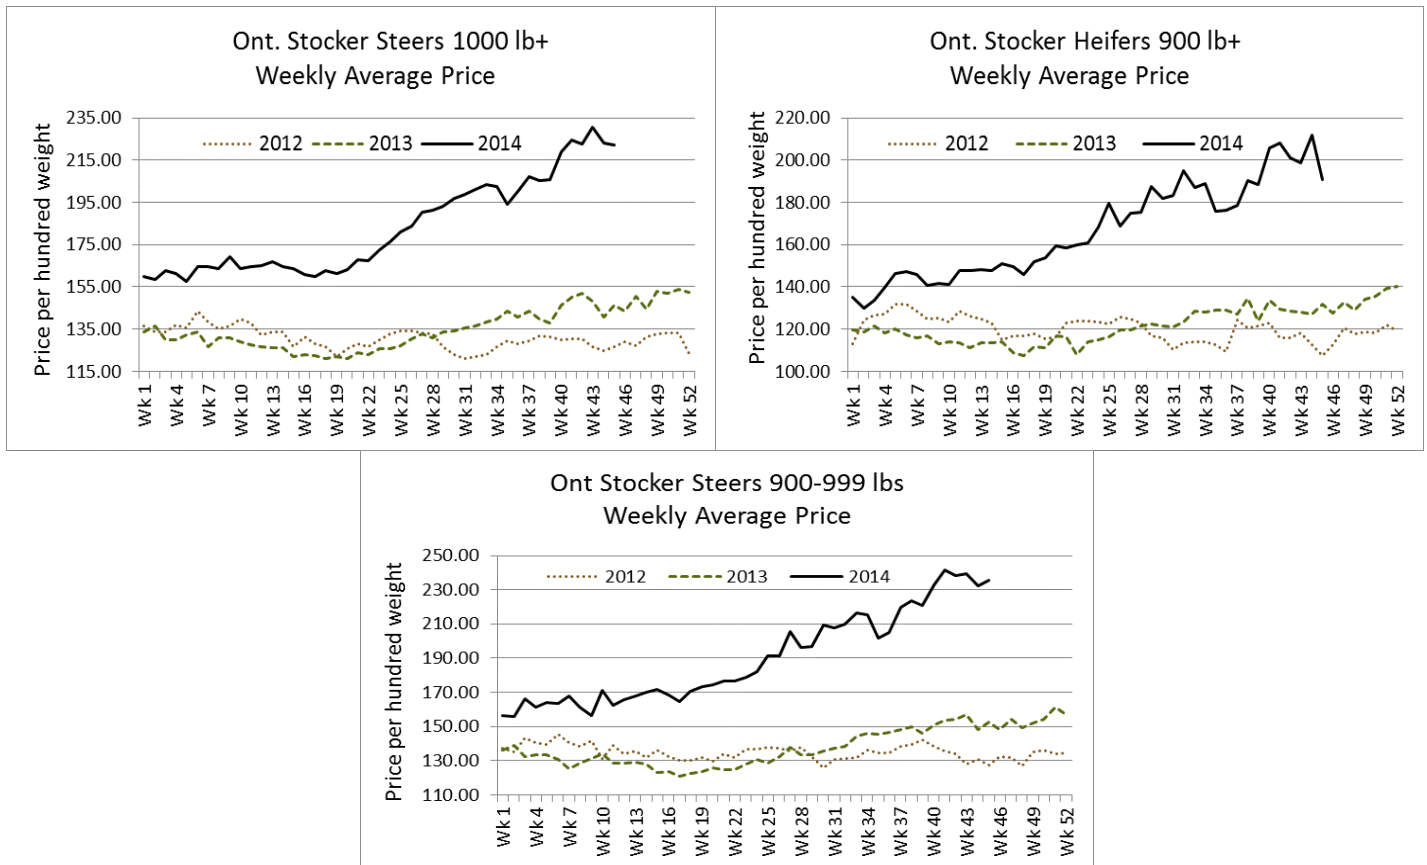 Ont. Stocker Steers 1000 lb+
Weekly Average Price
Price per hundred weight
235.00
215.00
195.00
175.00
155.00
135.00
115.00
2012 2013 2014
Wk 1 Wk 4 Wk 7 Wk 10 Wk 13 Wk 16 Wk 19 Wk 22 Wk 25 Wk 28 Wk 31 Wk 34 Wk 37 Wk 40 Wk 43 Wk 46 Wk 49 Wk 52
Ont. Stocker Heifers 900 lb+
Weekly Average Price
Price per hundred weight
220.00
200.00
180.00
160.00
140.00
120.00
100.00
2012 2013 2014
Wk 1 Wk 4 Wk 7 Wk 10 Wk 13 Wk 16 Wk 19 Wk 22 Wk 25 Wk 28 Wk 31 Wk 34 Wk 37 Wk 40 Wk 43 Wk 46 Wk 49 Wk 52
Ont Stocker Steers 900-999 lbs
Weekly Average Price
Price per hundred weight
250.00
230.00
210.00
190.00
170.00
150.00
130.00
110.00
2012 2013 2014
Wk 1 Wk 4 Wk 7 Wk 10 Wk 13 Wk 16 Wk 19 Wk 22 Wk 25 Wk 28 Wk 31 Wk 34 Wk 37 Wk 40 Wk 43 Wk 46 Wk 49 Wk 52